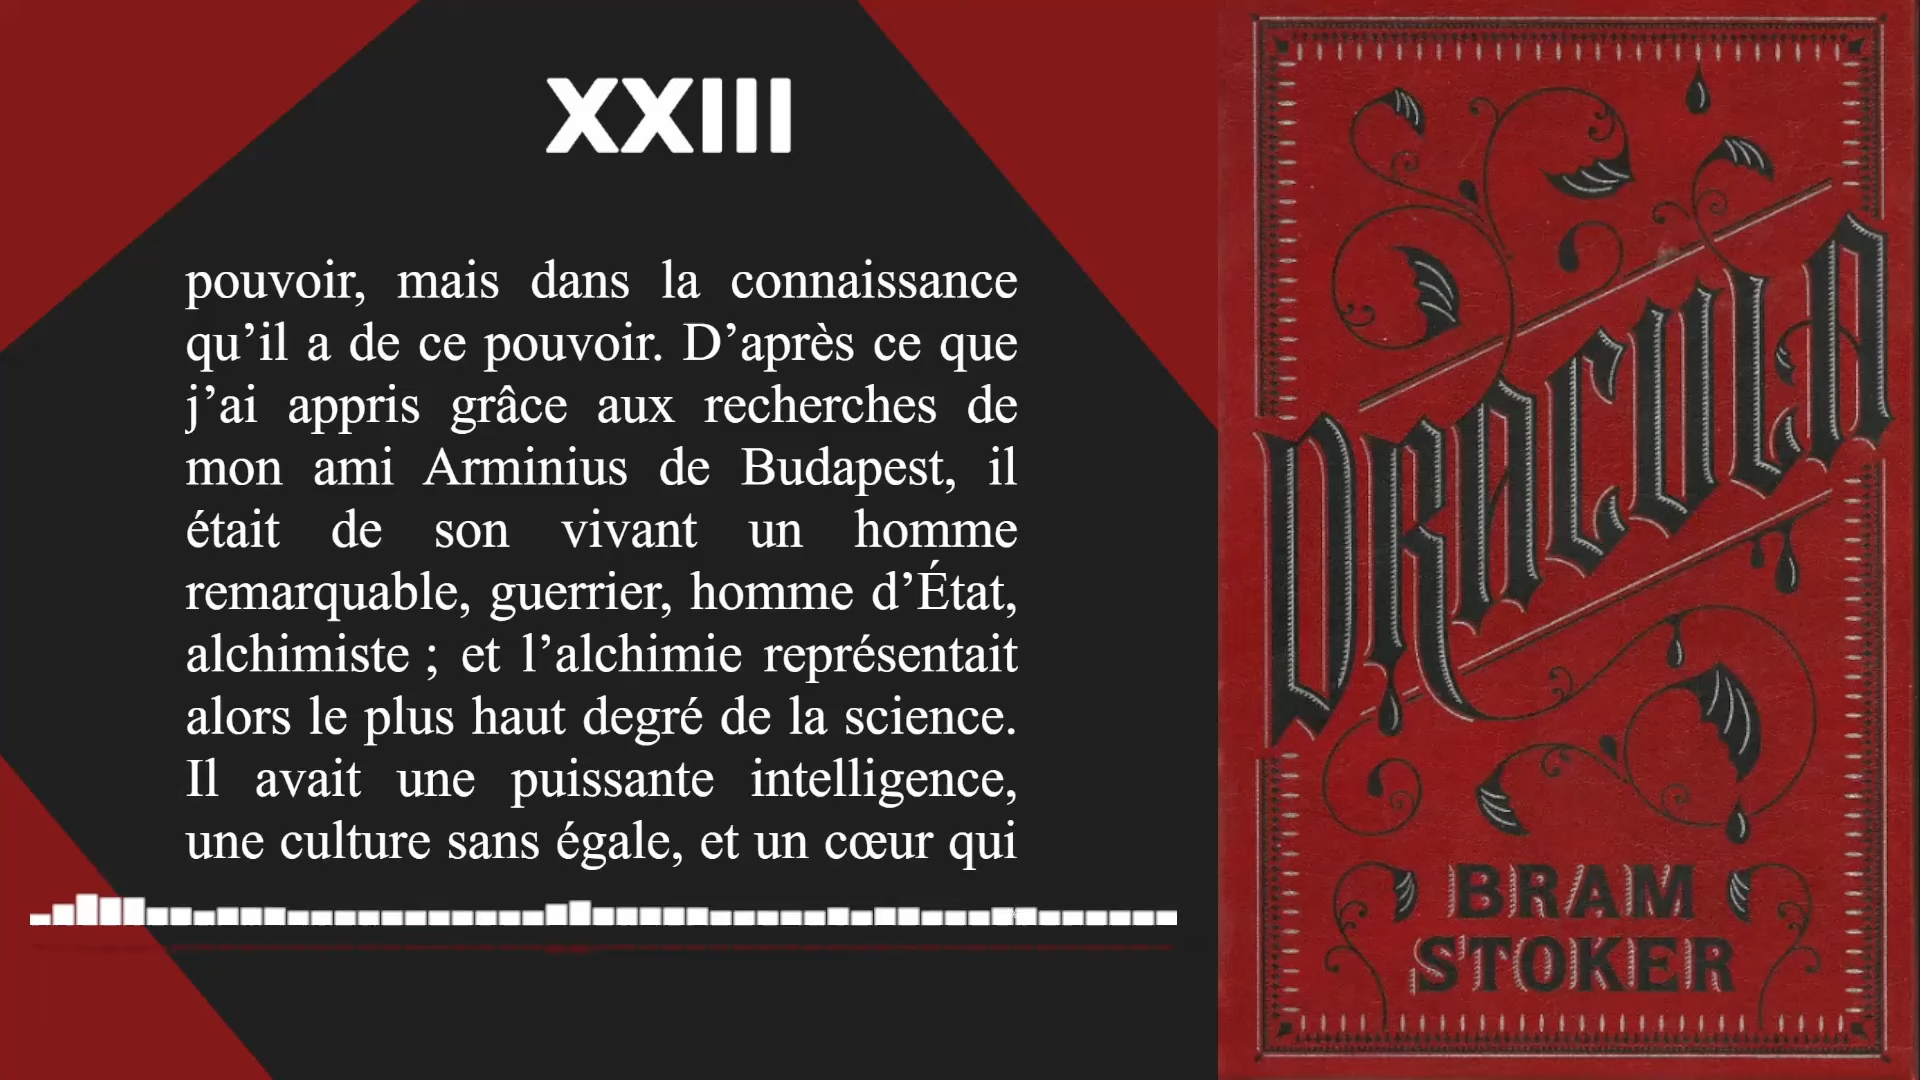 XXIII
pouvoir, mais dans la connaissance
qu’il a de ce pouvoir. D’après ce que
j’ai appris grâce aux recherches de
mon ami Arminius de Budapest, il
était de son vivant un homme
remarquable, guerrier, homme d’État,
alchimiste ; et l’alchimie représentait
alors le plus haut degré de la science.
Il avait une puissante intelligence,
une culture sans égale, et un cœur qui
DRACULA
BRAM
STOKER